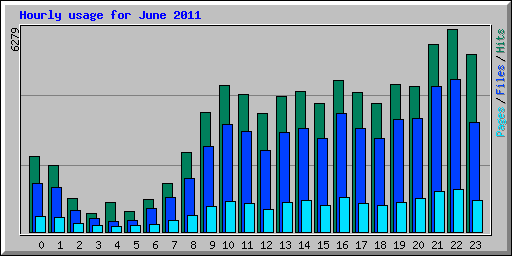 Hourly usage for June 2011
6279
Pages/Files/Hits
0 1 2 3 4 5 6 7 8 9 10 11 12 13 14 15 16 17 18 19 20 21 22 23